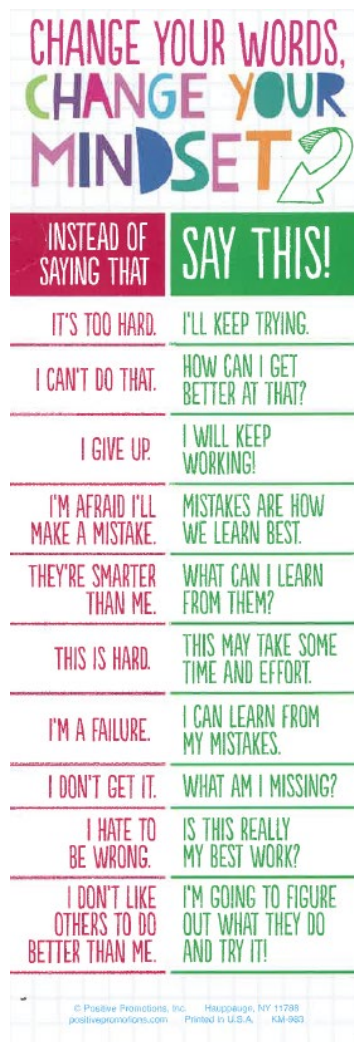 CHANGE YOUR WORDS,
CHANGE YOUR
MINDSET
INSTEAD OF
SAYING THAT
SAY THIS!
IT'S TOO HARD.
I'LL KEEP TRYING.
I CAN'T DO THAT.
HOW CAN I GET
BETTER AT THAT?
I GIVE UP.
I WILL KEEP
WORKING!
I'M AFRAID I'LL
MAKE A MISTAKE.
MISTAKES ARE HOW
WE LEARN BEST.
THEY'RE SMARTER
THAN ME.
WHAT CAN I LEARN
FROM THEM?
THIS IS HARD.
THIS MAY TAKE SOME
TIME AND EFFORT.
I'M A FAILURE.
I CAN LEARN FROM
MY MISTAKES.
I DON'T GET IT.
WHAT AM I MISSING?
I HATE TO
BE WRONG.
IS THIS REALLY
MY BEST WORK?
I DON'T LIKE
OTHERS TO DO
BETTER THAN ME.
I'M GOING TO FIGURE
OUT WHAT THEY DO
AND TRY IT!
© Positive Promotions, Inc. Hauppauge, NY 11788
positivepromotions.com Printed in U.S.A. KM-983